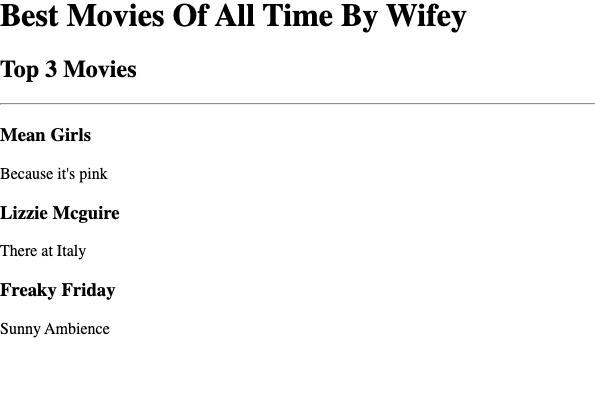 Best Movies Of All Time By Wifey
Top 3 Movies
Mean Girls
Because it's pink
Lizzie Mcguire
There at Italy
Freaky Friday
Sunny Ambience